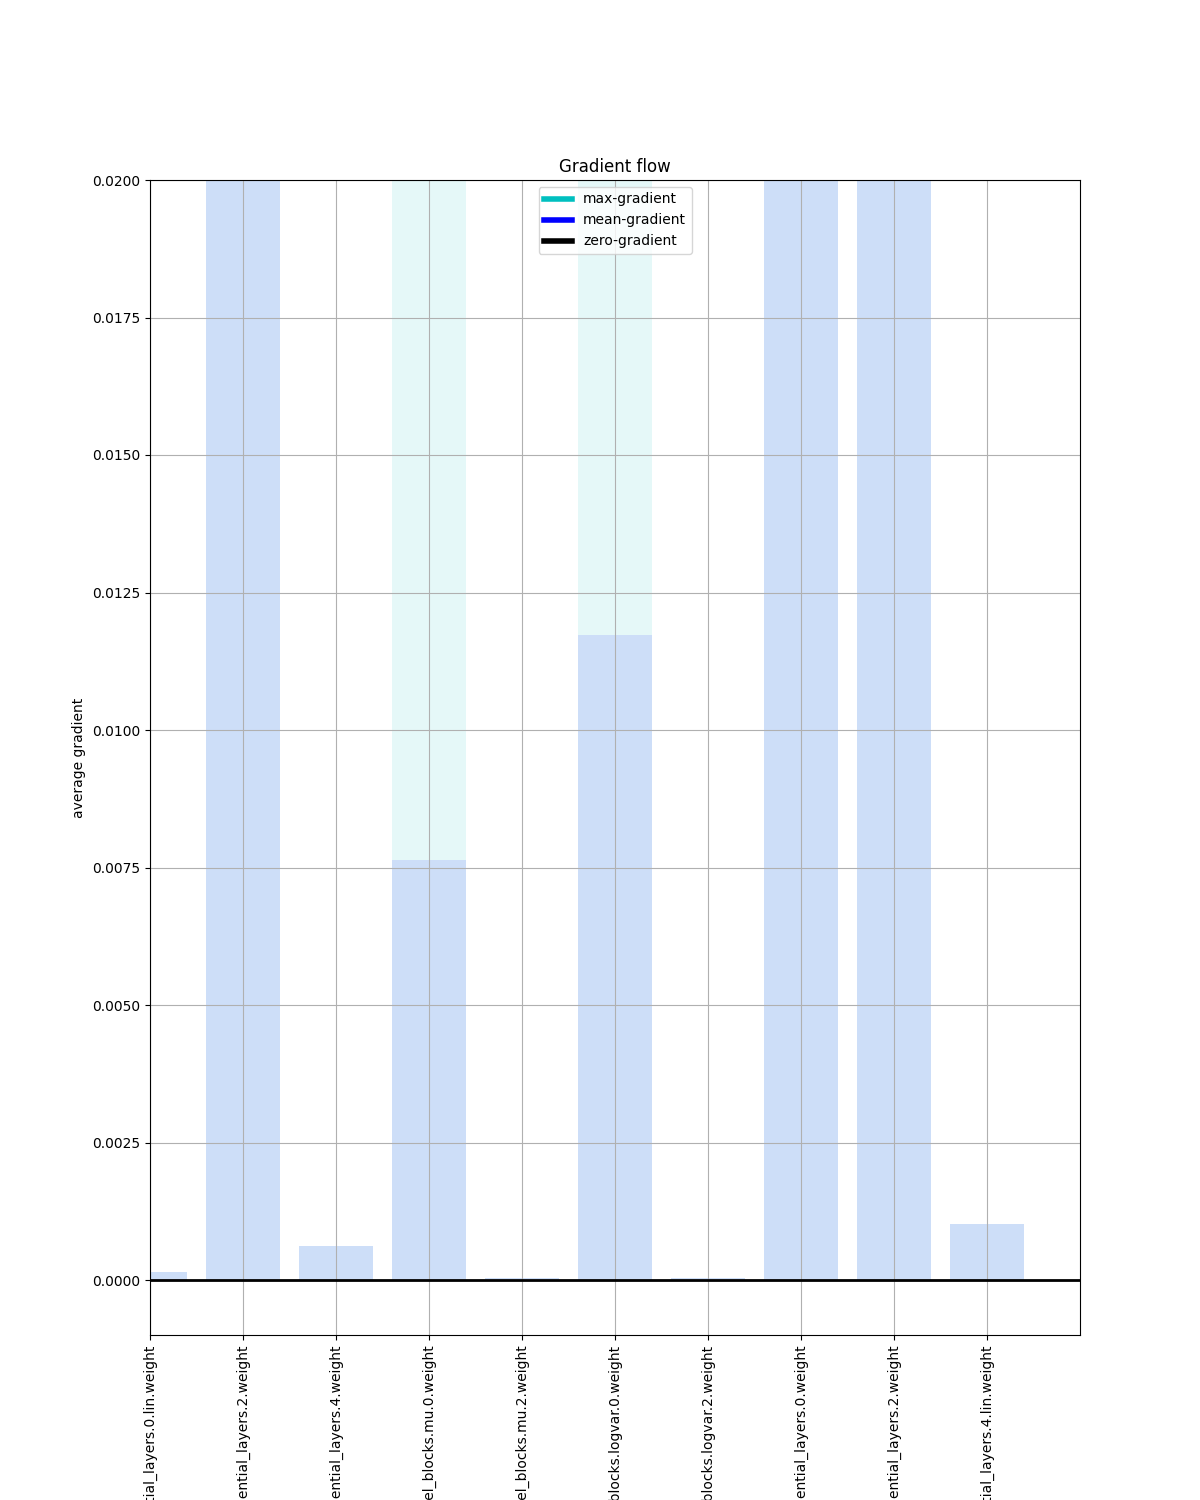 Gradient flow
max-gradient
mean-gradient
zero-gradient
0.0200
0.0175
0.0150
0.0125
0.0100
0.0075
0.0050
0.0025
0.0000
average gradient
tial_layers.0.lin.weight
ential_layers.2.weight
ential_layers.4.weight
el_blocks.mu.0.weight
el_blocks.mu.2.weight
blocks.logvar.0.weight
blocks.logvar.2.weight
ential_layers.0.weight
ential_layers.2.weight
tial_layers.4.lin.weight